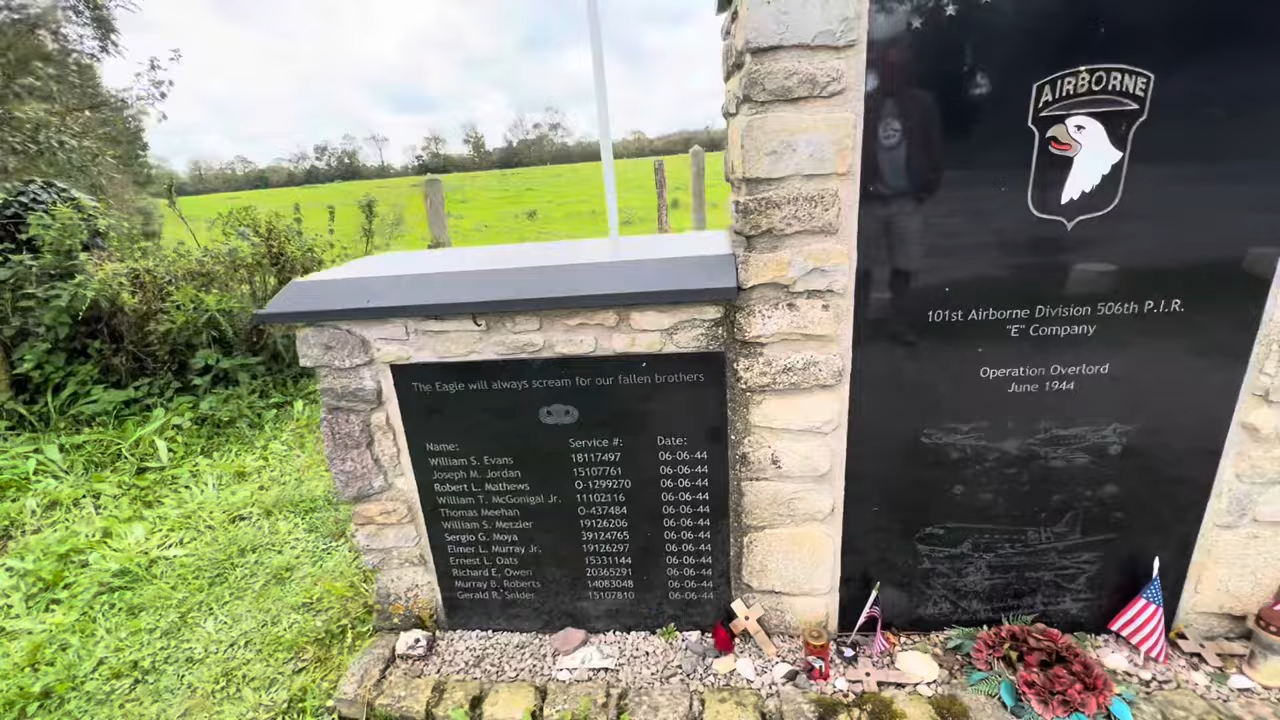 The Eagle will always scream for our fallen brothers
Name: Service #: Date:
William S. Evans 18117497 06-06-44
Joseph M. Jordan 15107761 06-06-44
Robert L. Mathews O-1299270 06-06-44
William T. McGonigal Jr. 11102116 06-06-44
Thomas Meehan O-437484 06-06-44
William S. Metzler 19126206 06-06-44
Sergio G. Moya 39124765 06-06-44
Elmer L. Murray Jr. 19126297 06-06-44
Ernest L. Oats 15331144 06-06-44
Richard E. Owen 20365291 06-06-44
Murray B. Roberts 14083048 06-06-44
Gerald R. Snider 15107810 06-06-44
AIRBORNE
101st Airborne Division 506th P.I.R.
"E" Company
Operation Overlord
June 1944